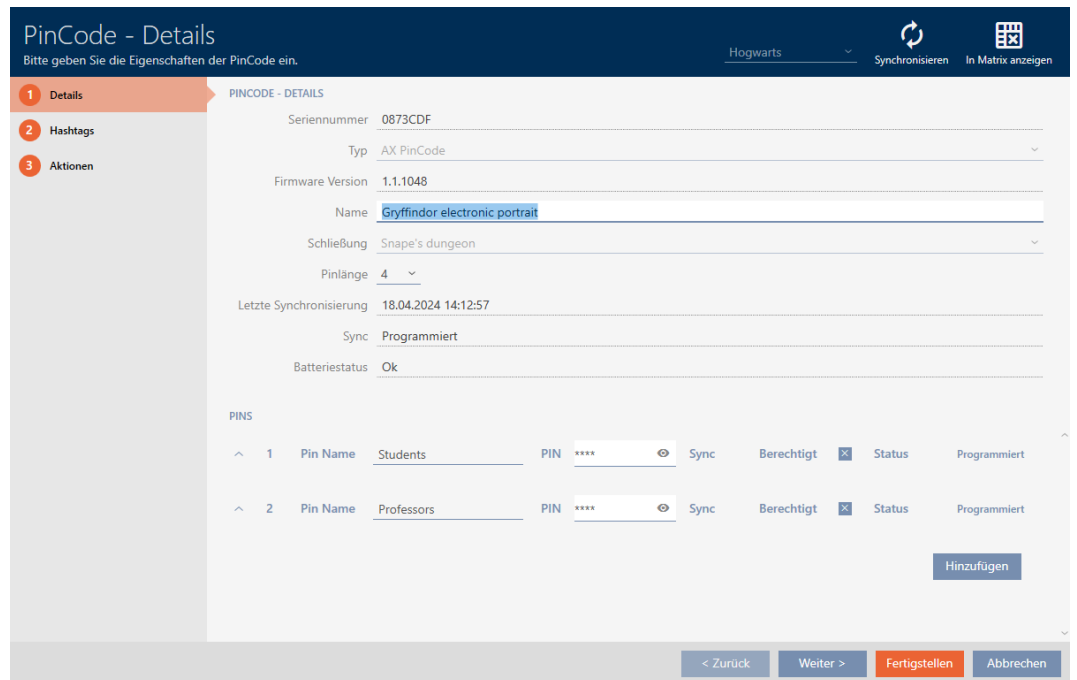 PinCode - Details
Bitte geben Sie die Eigenschaften der PinCode ein.
Hogwarts
Synchronisieren
In Matrix anzeigen
1 Details
2 Hashtags
3 Aktionen
PINCODE - DETAILS
Seriennummer 0873CDF
Typ AX PinCode
Firmware Version 1.1.1048
Name Gryffindor electronic portrait
Schließung Snape's dungeon
Pinlänge 4
Letzte Synchronisierung 18.04.2024 14:12:57
Sync Programmiert
Batteriestatus Ok
PINS
1 Pin Name Students PIN **** Sync Berechtigt Status Programmiert
2 Pin Name Professors PIN **** Sync Berechtigt Status Programmiert
Hinzufügen
< Zurück Weiter > Fertigstellen Abbrechen